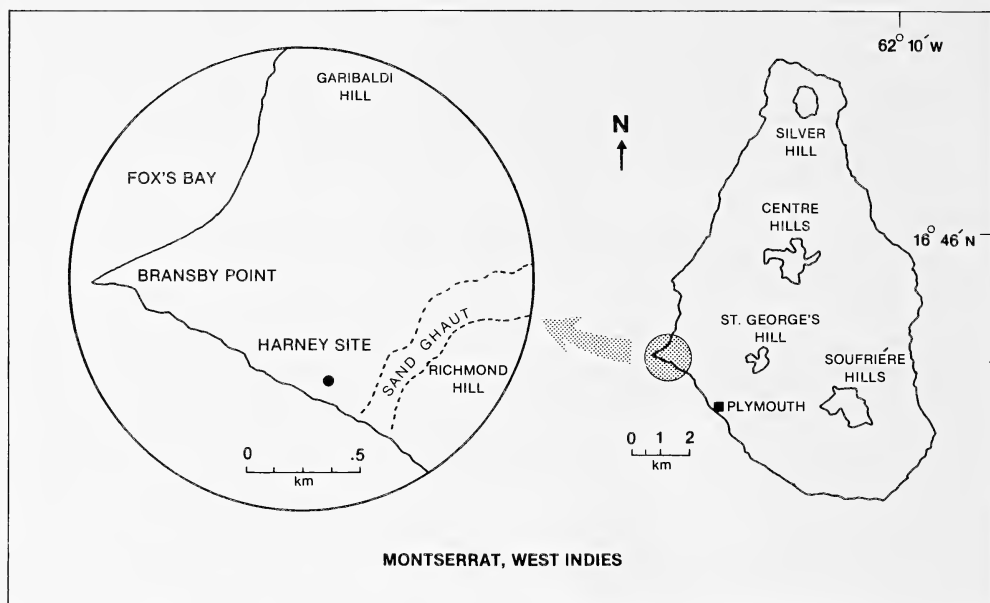 62° 10′ W
GARIBALDI
HILL
N
SILVER
HILL
FOX'S BAY
CENTRE
HILLS
16° 46′ N
BRANSBY POINT
ST. GEORGE'S
HILL
HARNEY SITE
SAND GHAUT
SOUFRIÉRE
HILLS
RICHMOND
HILL
PLYMOUTH
0 .5
km
0 1 2
km
MONTSERRAT, WEST INDIES